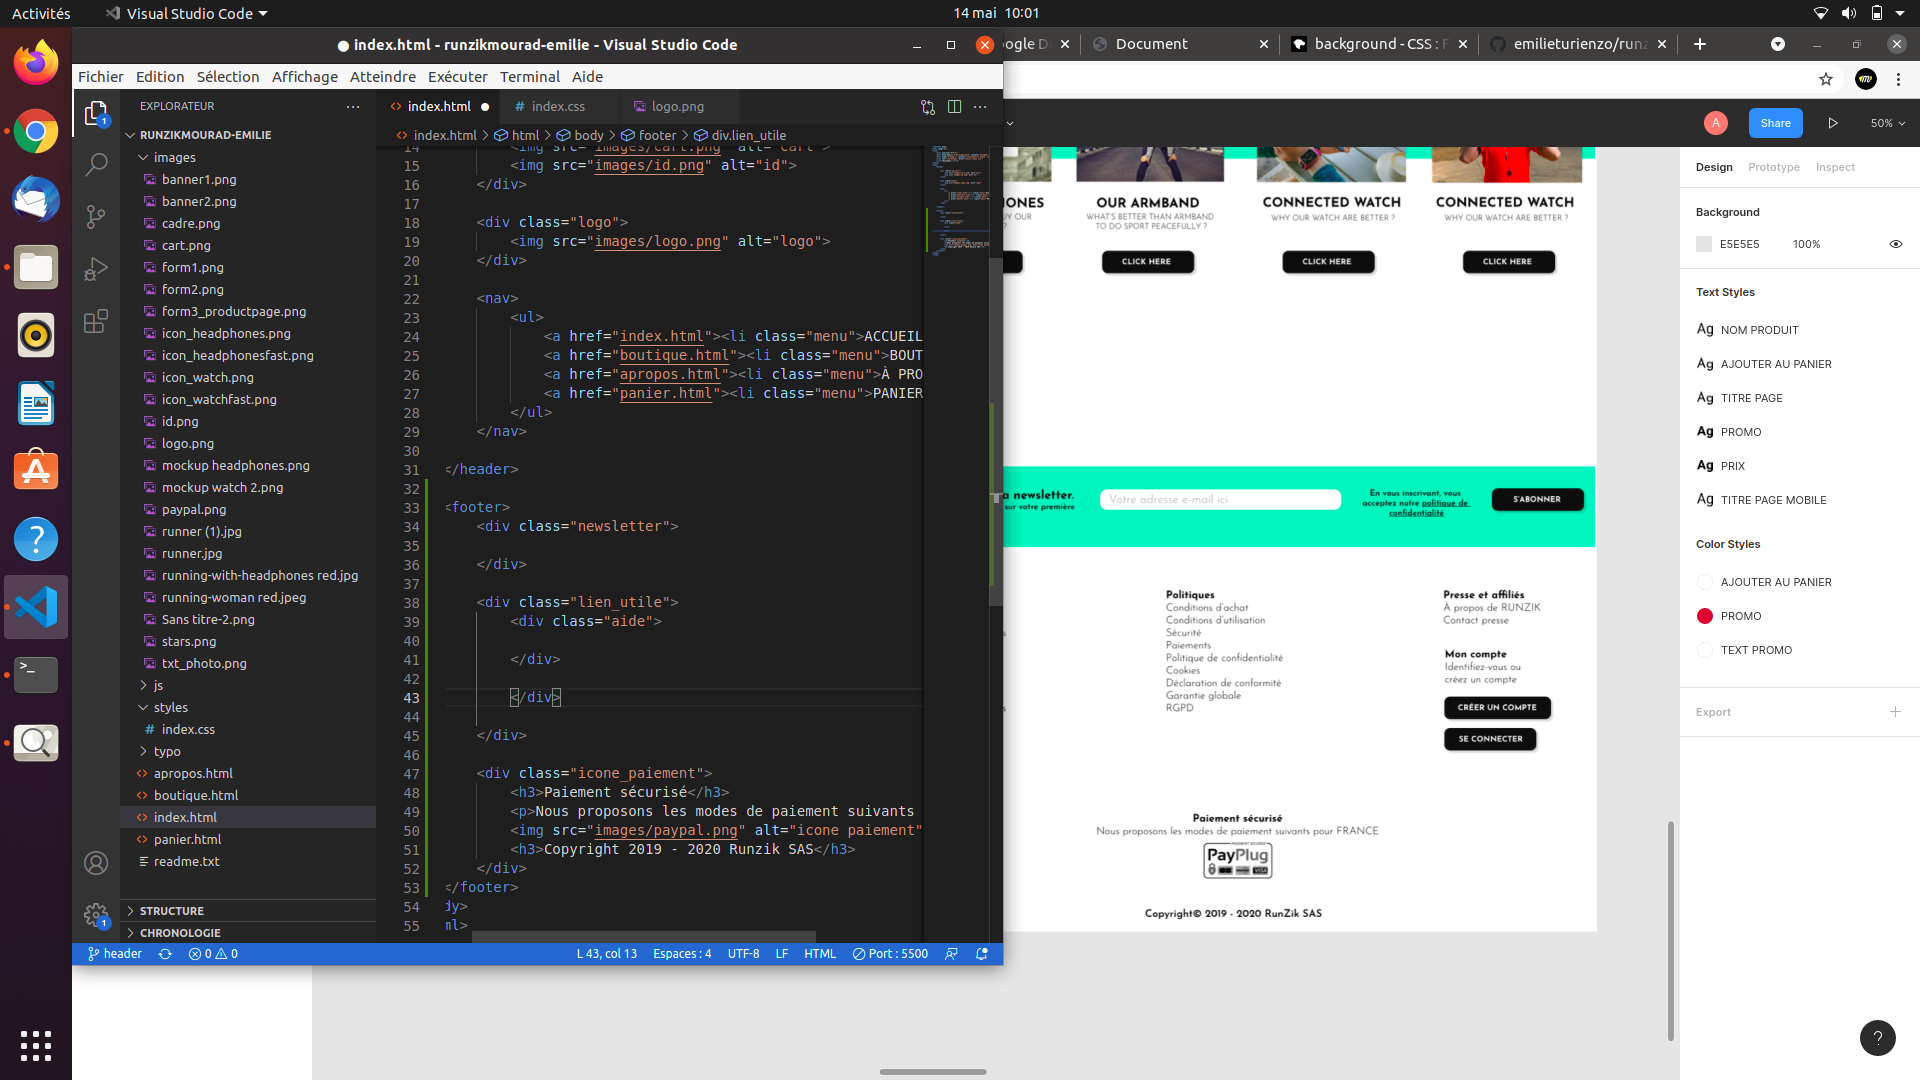 Activités
Visual Studio Code
14 mai 10:01
index.html - runzikmourad-emilie - Visual Studio Code
Fichier Edition Sélection Affichage Atteindre Exécuter Terminal Aide
EXPLORATEUR
RUNZIKMOURAD-EMILIE
images
banner1.png
banner2.png
cadre.png
cart.png
form1.png
form2.png
form3_productpage.png
icon_headphones.png
icon_headphonesfast.png
icon_watch.png
icon_watchfast.png
id.png
logo.png
mockup headphones.png
mockup watch 2.png
paypal.png
runner (1).jpg
runner.jpg
running-with-headphones red.jpg
running-woman red.jpeg
Sans titre-2.png
stars.png
txt_photo.png
js
styles
index.css
typo
apropos.html
boutique.html
index.html
panier.html
readme.txt
STRUCTURE
CHRONOLOGIE
1
1
index.html
index.css
logo.png
index.html > html > body > footer > div.lien_utile
14 <img src="images/cart.png" alt="cart">
15 <img src="images/id.png" alt="id">
16 </div>
17
18 <div class="logo">
19 <img src="images/logo.png" alt="logo">
20 </div>
21
22 <nav>
23 <ul>
24 <a href="index.html"><li class="menu">ACCUEIL
25 <a href="boutique.html"><li class="menu">BOUT
26 <a href="apropos.html"><li class="menu">À PRO
27 <a href="panier.html"><li class="menu">PANIER
28 </ul>
29 </nav>
30
31 </header>
32
33 <footer>
34 <div class="newsletter">
35
36 </div>
37
38 <div class="lien_utile">
39 <div class="aide">
40
41 </div>
42
43 </div>
44
45 </div>
46
47 <div class="icone_paiement">
48 <h3>Paiement sécurisé</h3>
49 <p>Nous proposons les modes de paiement suivants
50 <img src="images/paypal.png" alt="icone paiement"
51 <h3>Copyright 2019 - 2020 Runzik SAS</h3>
52 </div>
53 </footer>
54 dy>
55 ml>
header 0 0 L 43, col 13 Espaces : 4 UTF-8 LF HTML Port : 5500
Document
background - CSS : F
emilieturienzo/runz
A
Share
50%
HONES
OUR ARMBAND
WHAT'S BETTER THAN ARMBAND
TO DO SPORT PEACEFULLY ?
CLICK HERE
CONNECTED WATCH
WHY OUR WATCH ARE BETTER ?
CLICK HERE
CONNECTED WATCH
WHY OUR WATCH ARE BETTER ?
CLICK HERE
a newsletter.
sur votre première
Votre adresse e-mail ici
En vous inscrivant, vous
acceptez notre politique de
confidentialité
S'ABONNER
Politiques
Conditions d'achat
Conditions d'utilisation
Sécurité
Paiements
Politique de confidentialité
Cookies
Déclaration de conformité
Garantie globale
RGPD
Presse et affiliés
À propos de RUNZIK
Contact presse
Mon compte
Identifiez-vous ou
créez un compte
CRÉER UN COMPTE
SE CONNECTER
Paiement sécurisé
Nous proposons les modes de paiement suivants pour FRANCE
PayPlug
Copyright© 2019 - 2020 RunZik SAS
Design Prototype Inspect
Background
E5E5E5 100%
Text Styles
Ag NOM PRODUIT
Ag AJOUTER AU PANIER
Ag TITRE PAGE
Ag PROMO
Ag PRIX
Ag TITRE PAGE MOBILE
Color Styles
AJOUTER AU PANIER
PROMO
TEXT PROMO
Export
?